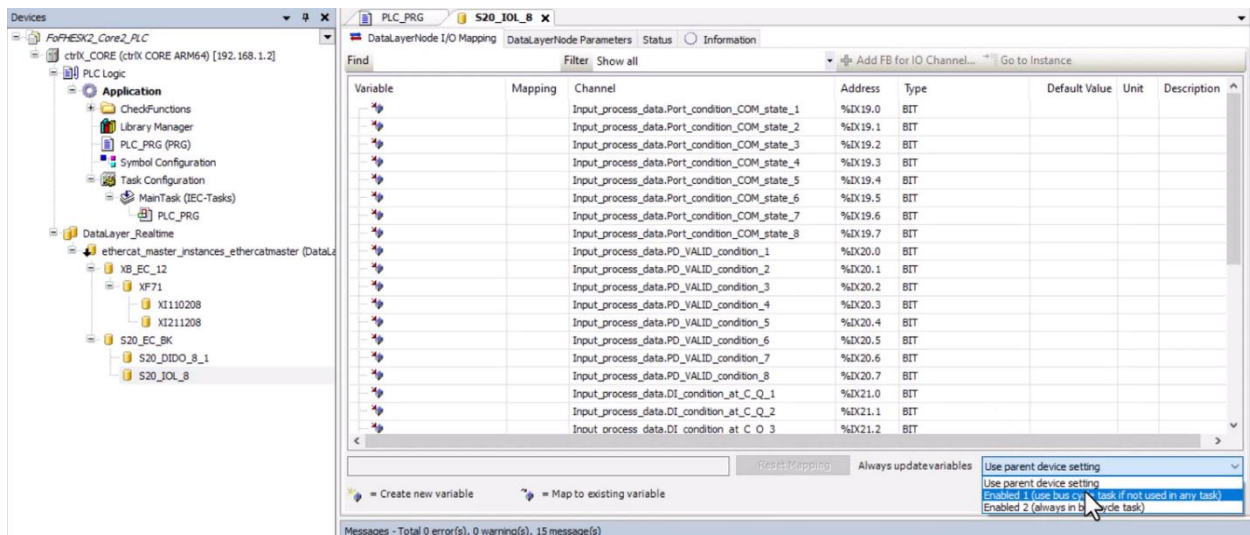 Devices
FoFHESK2_Core2_PLC
ctrlX_CORE (ctrlX CORE ARM64) [192.168.1.2]
PLC Logic
Application
CheckFunctions
Library Manager
PLC_PRG (PRG)
Symbol Configuration
Task Configuration
MainTask (IEC-Tasks)
PLC_PRG
DataLayer_Realtime
ethercat_master_instances_ethercatmaster (DataLa
XB_EC_12
XF71
XI110208
XI211208
S20_EC_BK
S20_DIDO_8_1
S20_IOL_8
PLC_PRG S20_IOL_8
DataLayerNode I/O Mapping DataLayerNode Parameters Status Information
Find Filter Show all Add FB for IO Channel... Go to Instance
Variable Mapping Channel Address Type Default Value Unit Description
Input_process_data.Port_condition_COM_state_1 %IX19.0 BIT
Input_process_data.Port_condition_COM_state_2 %IX19.1 BIT
Input_process_data.Port_condition_COM_state_3 %IX19.2 BIT
Input_process_data.Port_condition_COM_state_4 %IX19.3 BIT
Input_process_data.Port_condition_COM_state_5 %IX19.4 BIT
Input_process_data.Port_condition_COM_state_6 %IX19.5 BIT
Input_process_data.Port_condition_COM_state_7 %IX19.6 BIT
Input_process_data.Port_condition_COM_state_8 %IX19.7 BIT
Input_process_data.PD_VALID_condition_1 %IX20.0 BIT
Input_process_data.PD_VALID_condition_2 %IX20.1 BIT
Input_process_data.PD_VALID_condition_3 %IX20.2 BIT
Input_process_data.PD_VALID_condition_4 %IX20.3 BIT
Input_process_data.PD_VALID_condition_5 %IX20.4 BIT
Input_process_data.PD_VALID_condition_6 %IX20.5 BIT
Input_process_data.PD_VALID_condition_7 %IX20.6 BIT
Input_process_data.PD_VALID_condition_8 %IX20.7 BIT
Input_process_data.DI_condition_at_C_Q_1 %IX21.0 BIT
Input_process_data.DI_condition_at_C_Q_2 %IX21.1 BIT
Input_process_data.DI_condition_at_C_Q_3 %IX21.2 BIT
Reset Mapping Always update variables Use parent device setting
Use parent device setting
= Create new variable = Map to existing variable Enabled 1 (use bus cycle task if not used in any task)
Enabled 2 (always in cycle task)
Messages - Total 0 error(s), 0 warning(s), 15 message(s)